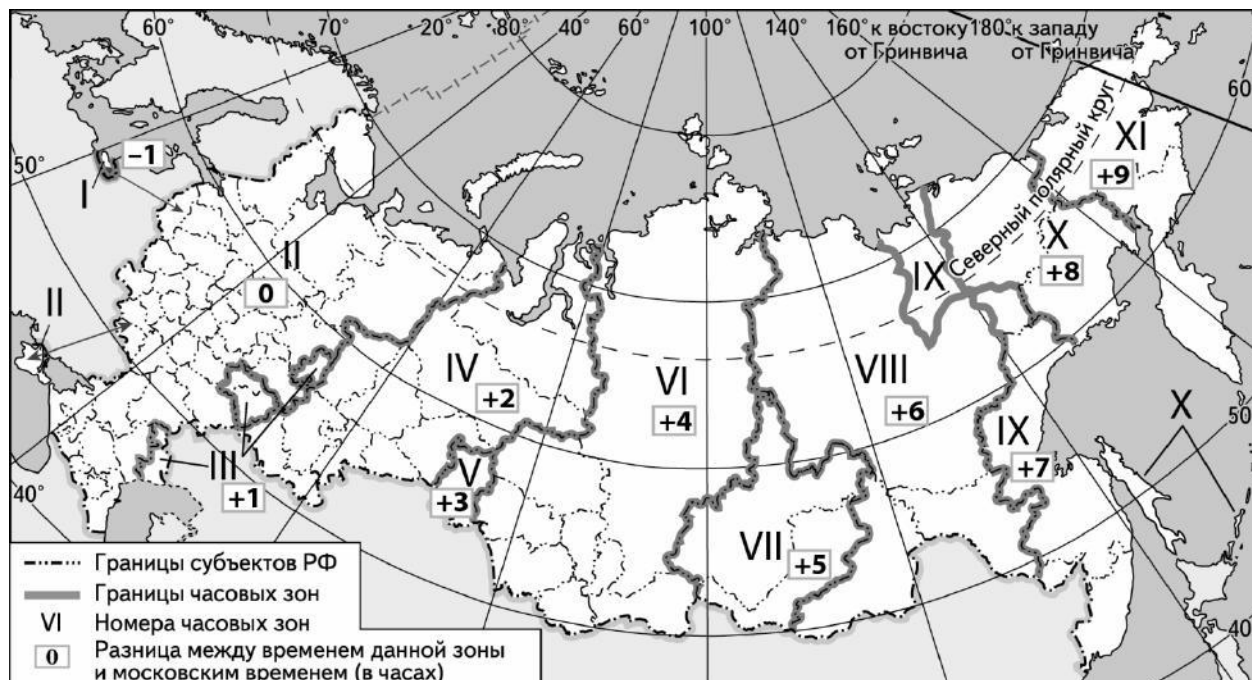 60° 70° 20° 40° 60° 80° 100° 120° 140° 160° к востоку 180° к западу
от Гринвича от Гринвича
60°
50°
–1
I
II
0
II
III
+1
40°
IV
+2
V
+3
VI
+4
VII
+5
VIII
+6
IX
IX
+7
Северный полярный круг
X
+8
XI
+9
X
50°
40°
80°
100°
Границы субъектов РФ
Границы часовых зон
VI Номера часовых зон
0 Разница между временем данной зоны
и московским временем (в часах)